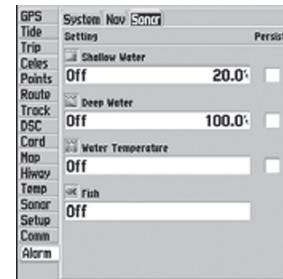 GPS
Tide
Trip
Celes
Points
Route
Track
DSC
Card
Map
Hiway
Temp
Sonar
Setup
Comm
Alarm
System Nav Sonar
Setting Persist
Shallow Water
Off 20.0
Deep Water
Off 100.0
Water Temperature
Off
Fish
Off